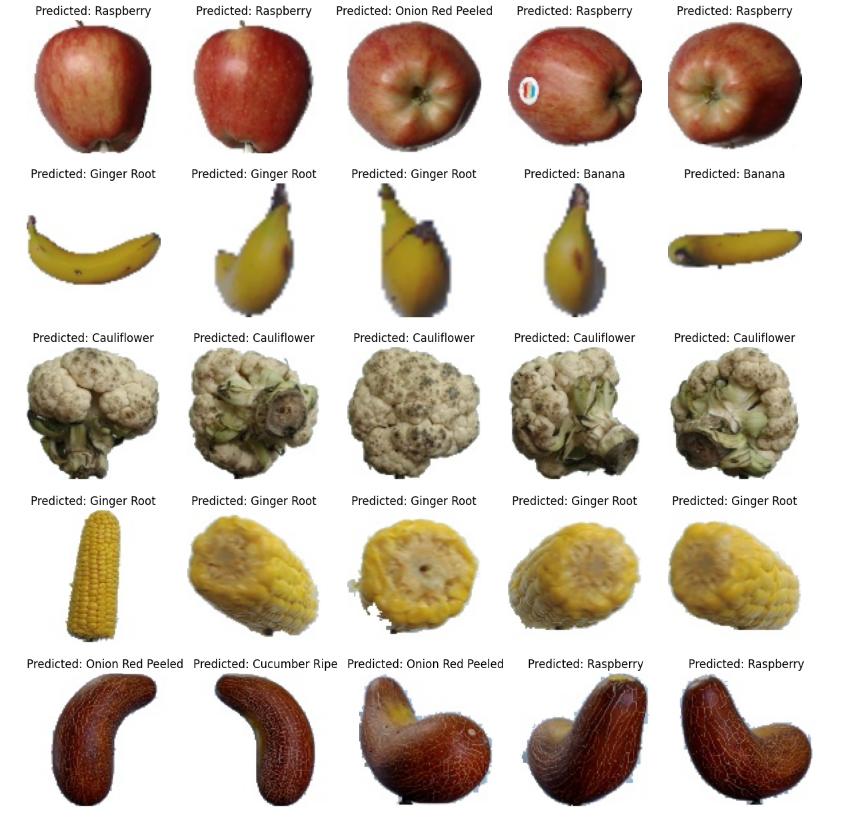 Predicted: Raspberry Predicted: Raspberry Predicted: Onion Red Peeled Predicted: Raspberry Predicted: Raspberry
Predicted: Ginger Root Predicted: Ginger Root Predicted: Ginger Root Predicted: Banana Predicted: Banana
Predicted: Cauliflower Predicted: Cauliflower Predicted: Cauliflower Predicted: Cauliflower Predicted: Cauliflower
Predicted: Ginger Root Predicted: Ginger Root Predicted: Ginger Root Predicted: Ginger Root Predicted: Ginger Root
Predicted: Onion Red Peeled Predicted: Cucumber Ripe Predicted: Onion Red Peeled Predicted: Raspberry Predicted: Raspberry